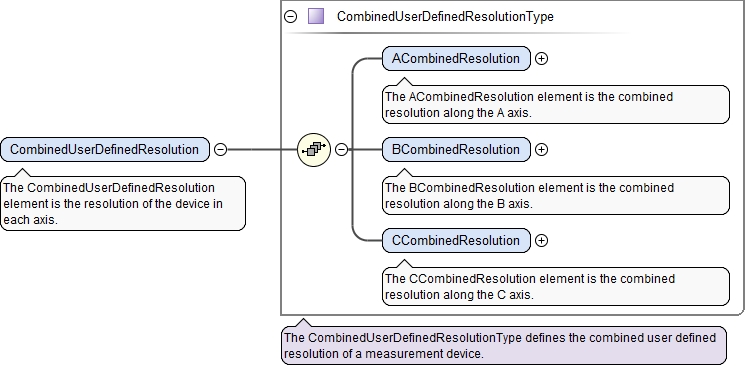 CombinedUserDefinedResolutionType
ACombinedResolution
The ACombinedResolution element is the combined
resolution along the A axis.
CombinedUserDefinedResolution
The CombinedUserDefinedResolution
element is the resolution of the device in
each axis.
BCombinedResolution
The BCombinedResolution element is the combined
resolution along the B axis.
CCombinedResolution
The CCombinedResolution element is the combined
resolution along the C axis.
The CombinedUserDefinedResolutionType defines the combined user defined
resolution of a measurement device.